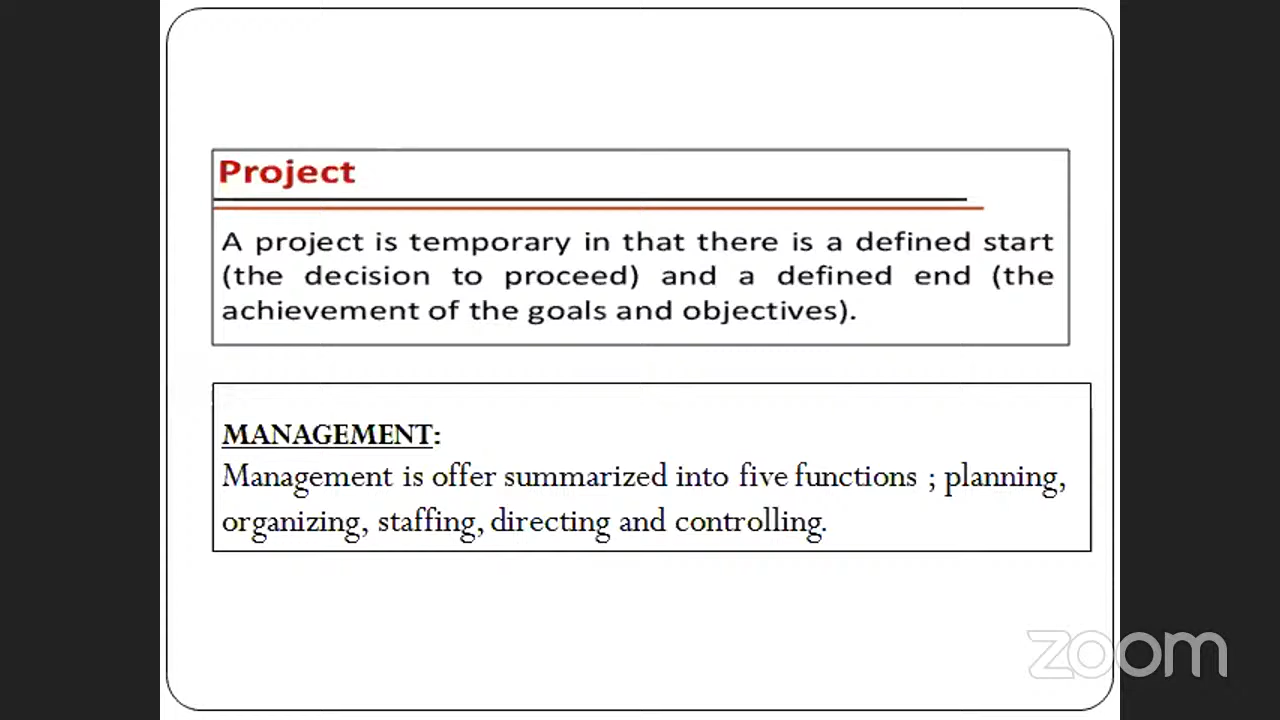 Project
A project is temporary in that there is a defined start
(the decision to proceed) and a defined end (the
achievement of the goals and objectives).
MANAGEMENT:
Management is offer summarized into five functions ; planning,
organizing, staffing, directing and controlling.
zoom